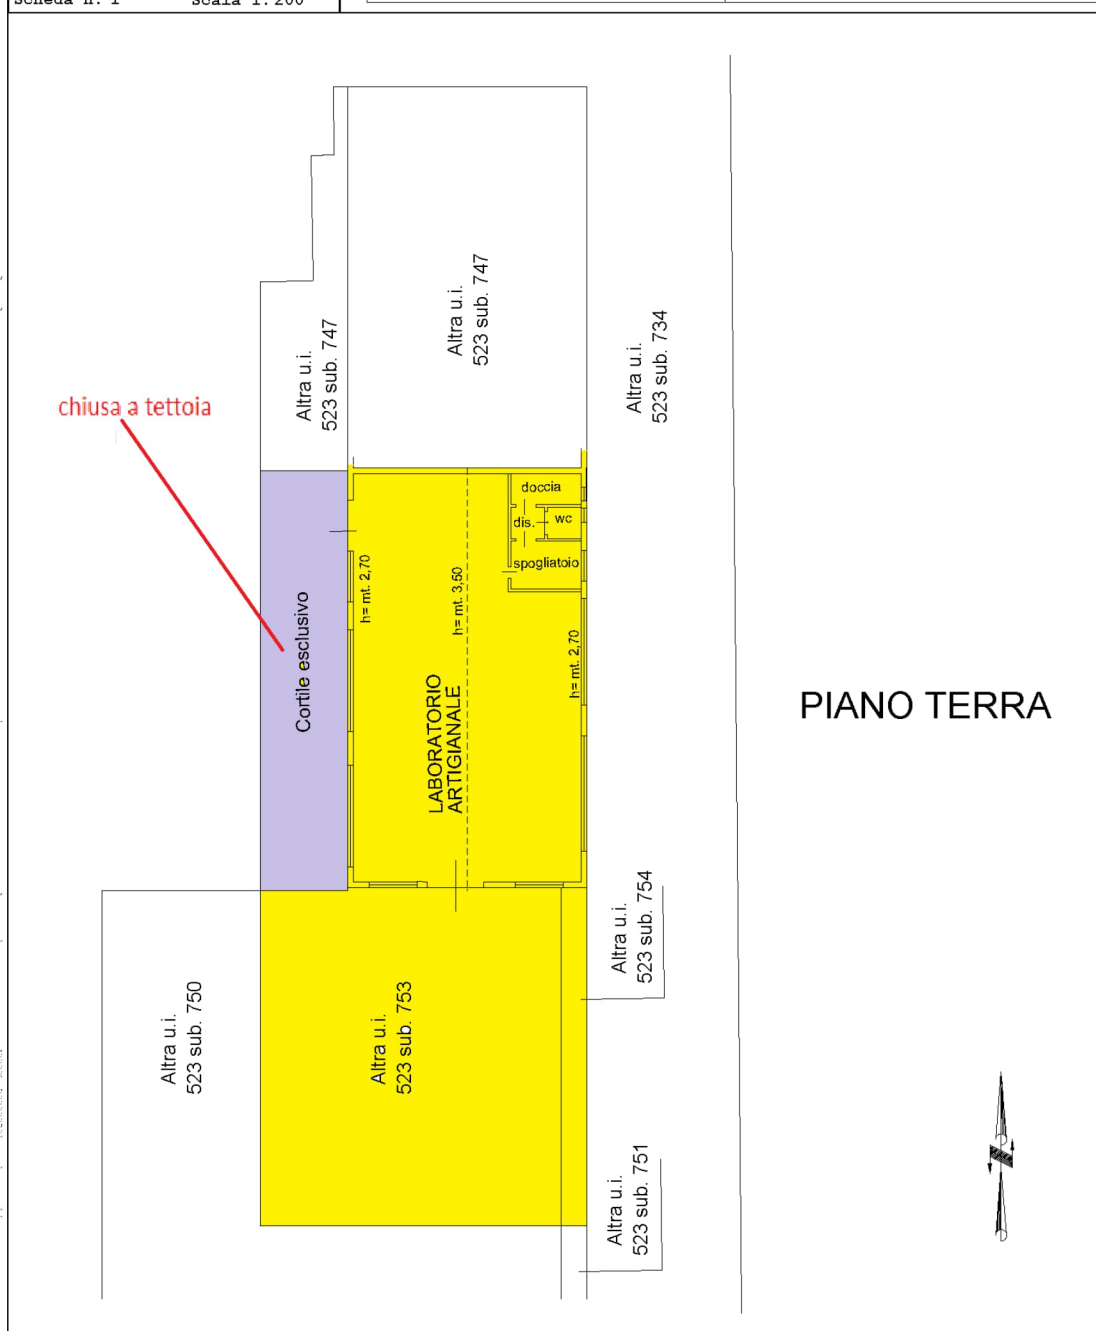 Scheda n. 1 Scala 1:200
Altra u.i.
523 sub. 747
Altra u.i.
523 sub. 747
Altra u.i.
523 sub. 734
chiusa a tettoia
doccia
dis.
wc
spogliatoio
h= mt. 2,70
h= mt. 3,50
h= mt. 2,70
Cortile esclusivo
LABORATORIO
ARTIGIANALE
PIANO TERRA
Altra u.i.
523 sub. 754
Altra u.i.
523 sub. 750
Altra u.i.
523 sub. 753
Altra u.i.
523 sub. 751